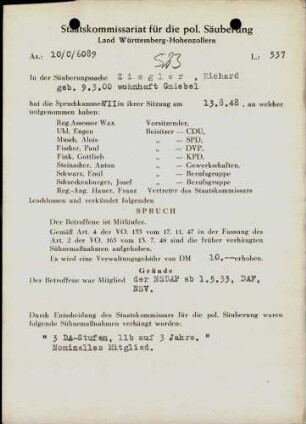 Staatskommissariat für die pol. Säuberung
Land Württemberg-Hohenzollern
Az.: 10/C/6089 L.: 537
In der Säuberungssache Ziegler, Richard
geb. 9.3.00 wohnhaft Gniebel
hat die Spruchkammer VII in ihrer Sitzung am 13.8.48, an welcher
teilgenommen haben:
Reg.Assessor Wax Vorsitzender,
Uhl, Eugen Beisitzer — CDU,
Musch, Alois „ — SPD,
Fischer, Paul „ — DVP,
Fink, Gottlieb „ — KPD,
Steinacker, Anton „ — Gewerkschaften,
Schwarz, Emil „ — Berufsgruppe
Schneckenburger, Josef „ — Berufsgruppe
Reg.-Ang. Hauer, Franz Vertreter des Staatskommissars
beschlossen und verkündet folgenden
SPRUCH
Der Betroffene ist Mitläufer.
Gemäß Art. 4 der VO. 133 vom 17. 11. 47 in der Fassung des
Art. 2 der VO. 165 vom 13. 7. 48 sind die früher verhängten
Sühnemaßnahmen aufgehoben.
Es wird eine Verwaltungsgebühr von DM 10.-- erhoben.
Gründe
Der Betroffene war Mitglied der NSDAP ab 1.5.33, DAF,
NSV.
Durch Entscheidung des Staatskommissars für die pol. Säuberung waren
folgende Sühnemaßnahmen verhängt worden:
" 3 DA-Stufen, 11b auf 3 Jahre, "
Nominelles Mitglied.